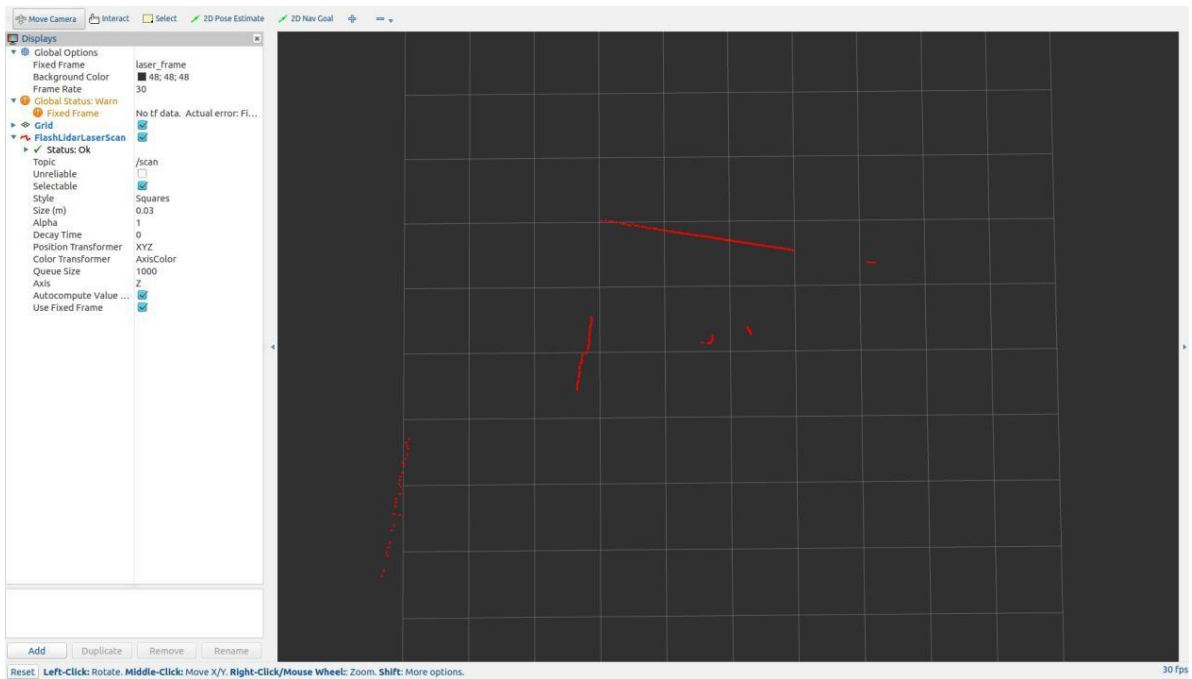 Move Camera Interact Select 2D Pose Estimate 2D Nav Goal
Displays
Global Options
Fixed Frame laser_frame
Background Color 48; 48; 48
Frame Rate 30
Global Status: Warn
Fixed Frame No tf data. Actual error: Fi...
Grid
FlashLidarLaserScan
Status: Ok
Topic /scan
Unreliable
Selectable
Style Squares
Size (m) 0.03
Alpha 1
Decay Time 0
Position Transformer XYZ
Color Transformer AxisColor
Queue Size 1000
Axis Z
Autocompute Value ...
Use Fixed Frame
Add Duplicate Remove Rename
Reset Left-Click: Rotate. Middle-Click: Move X/Y. Right-Click/Mouse Wheel:: Zoom. Shift: More options. 30 fps